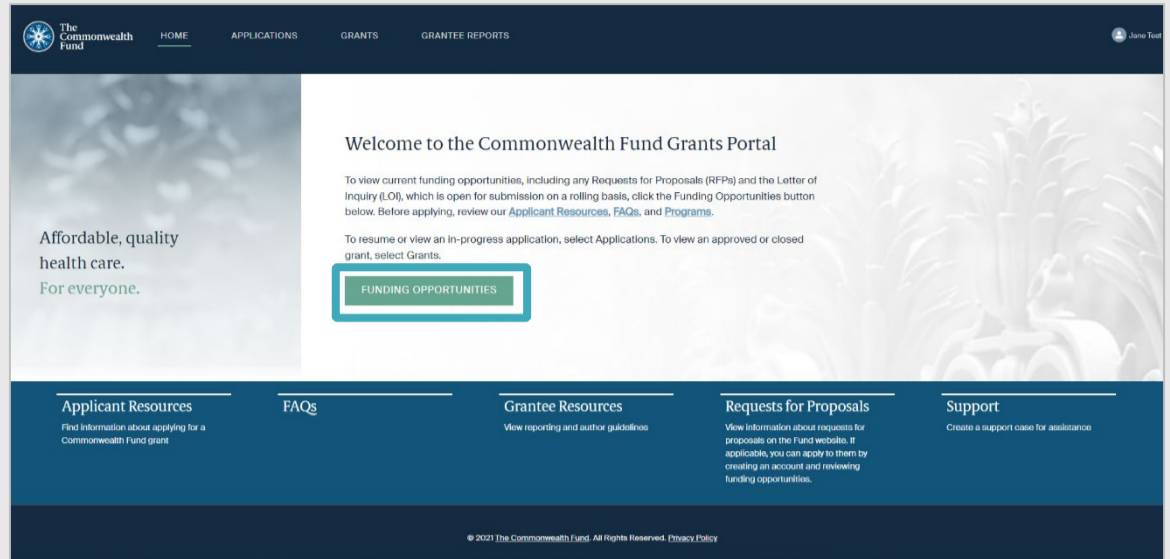 The
Commonwealth
Fund
HOME
APPLICATIONS
GRANTS
GRANTEE REPORTS
Jane Test
Affordable, quality
health care.
For everyone.
Welcome to the Commonwealth Fund Grants Portal
To view current funding opportunities, including any Requests for Proposals (RFPs) and the Letter of
Inquiry (LOI), which is open for submission on a rolling basis, click the Funding Opportunities button
below. Before applying, review our Applicant Resources, FAQs, and Programs.
To resume or view an in-progress application, select Applications. To view an approved or closed
grant, select Grants.
FUNDING OPPORTUNITIES
Applicant Resources
Find information about applying for a
Commonwealth Fund grant
FAQs
Grantee Resources
View reporting and author guidelines
Requests for Proposals
View information about requests for
proposals on the Fund website. If
applicable, you can apply to them by
creating an account and reviewing
funding opportunities.
Support
Create a support case for assistance
© 2021 The Commonwealth Fund. All Rights Reserved. Privacy Policy